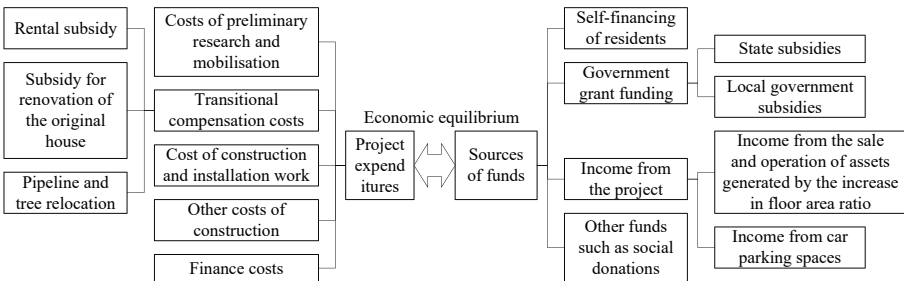 Rental subsidy
Subsidy for
renovation of
the original
house
Pipeline and
tree relocation
Costs of preliminary
research and
mobilisation
Transitional
compensation costs
Cost of construction
and installation work
Other costs of
construction
Finance costs
Economic equilibrium
Project
expend
itures
Sources
of funds
Self-financing
of residents
Government
grant funding
Income from
the project
Other funds
such as social
donations
State subsidies
Local government
subsidies
Income from the sale
and operation of assets
generated by the increase
in floor area ratio
Income from car
parking spaces